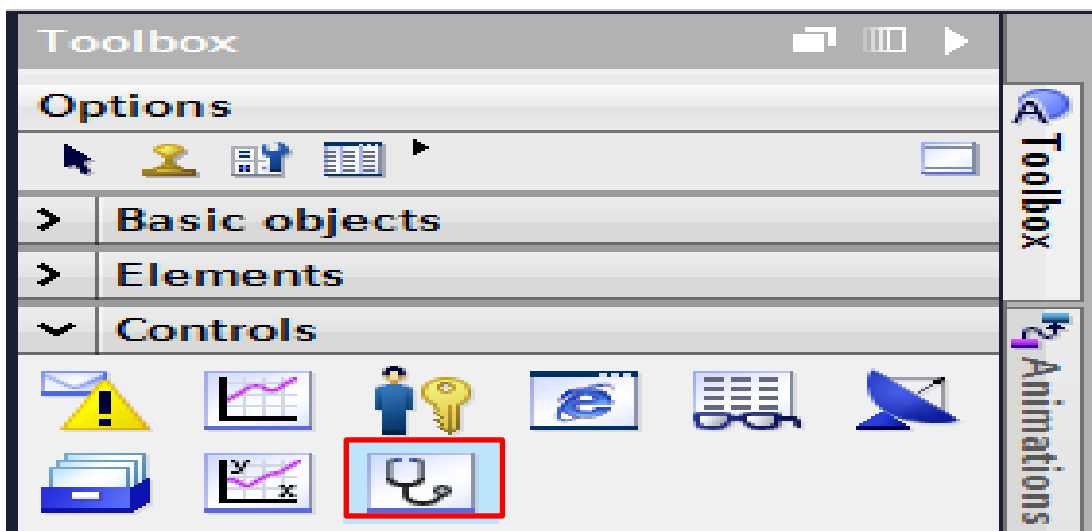 Toolbox
Options
> Basic objects
> Elements
Controls
y
x
Toolbox
Animations